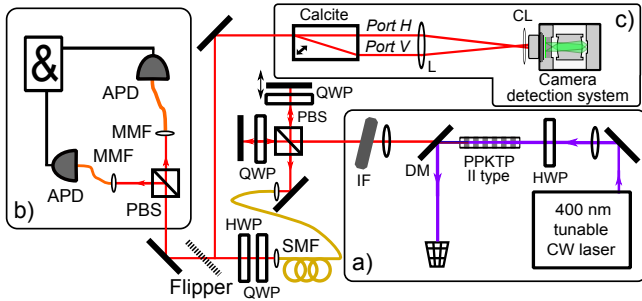 &
APD
MMF
MMF
APD
PBS
b)
Flipper
HWP
QWP
SMF
QWP
PBS
QWP
Calcite
Port H
Port V
L
CL
c)
Camera
detection system
IF
DM
PPKTP
II type
HWP
400 nm
tunable
CW laser
a)